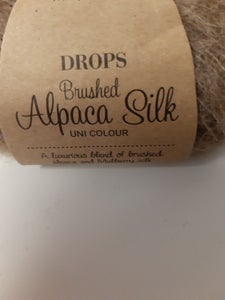 DROPS
Brushed
Alpaca Silk
UNI COLOUR
A luxurious blend of brushed
alpaca and Mulberry silk